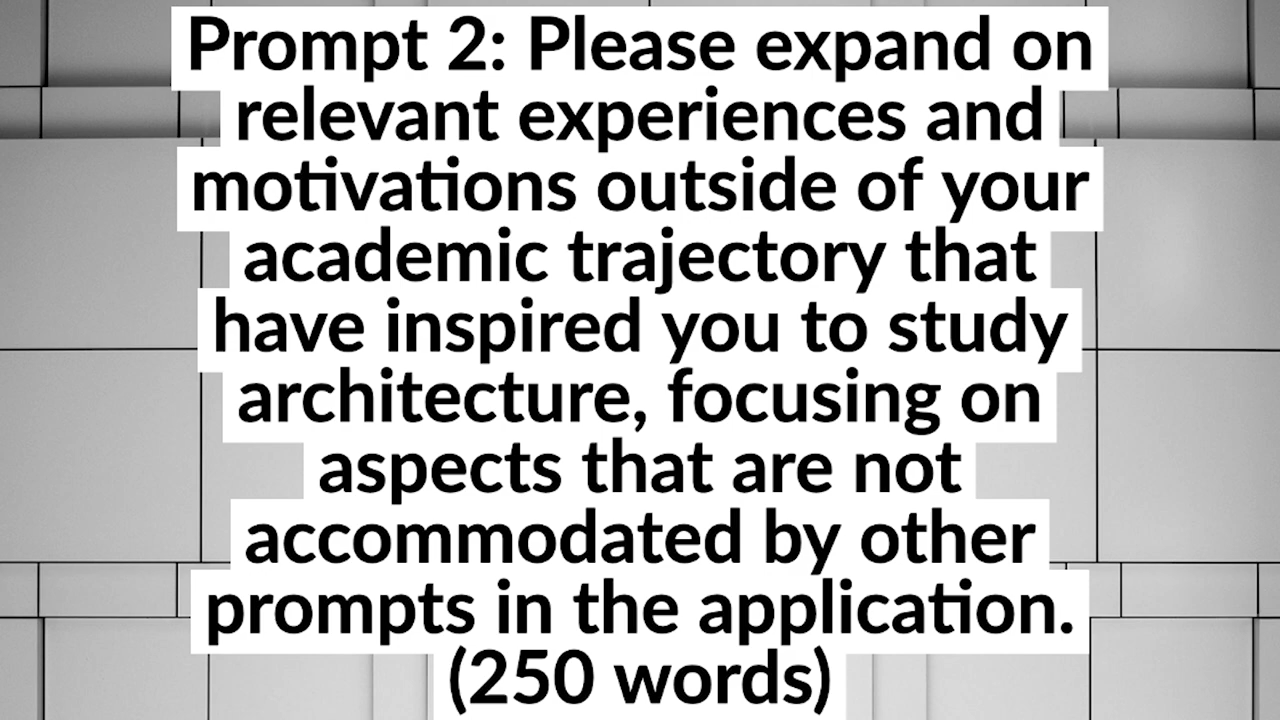 Prompt 2: Please expand on
relevant experiences and
motivations outside of your
academic trajectory that
have inspired you to study
architecture, focusing on
aspects that are not
accommodated by other
prompts in the application.
(250 words)